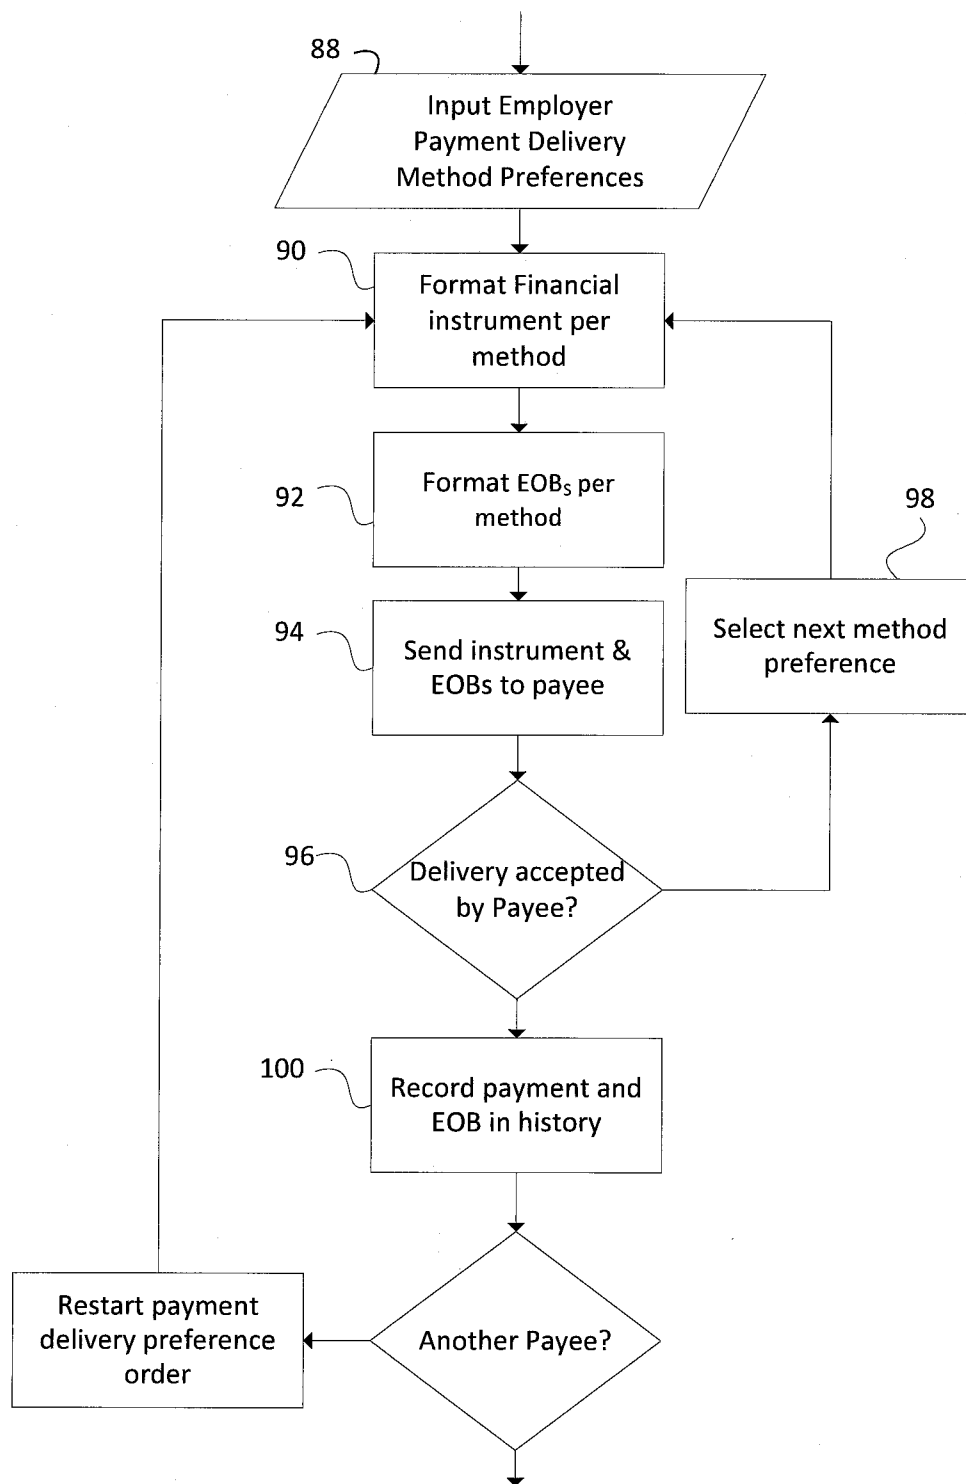 88
Input Employer
Payment Delivery
Method Preferences
90
Format Financial
instrument per
method
92
Format EOBs per
method
98
Select next method
preference
94
Send instrument &
EOBs to payee
96
Delivery accepted
by Payee?
100
Record payment and
EOB in history
Restart payment
delivery preference
order
Another Payee?